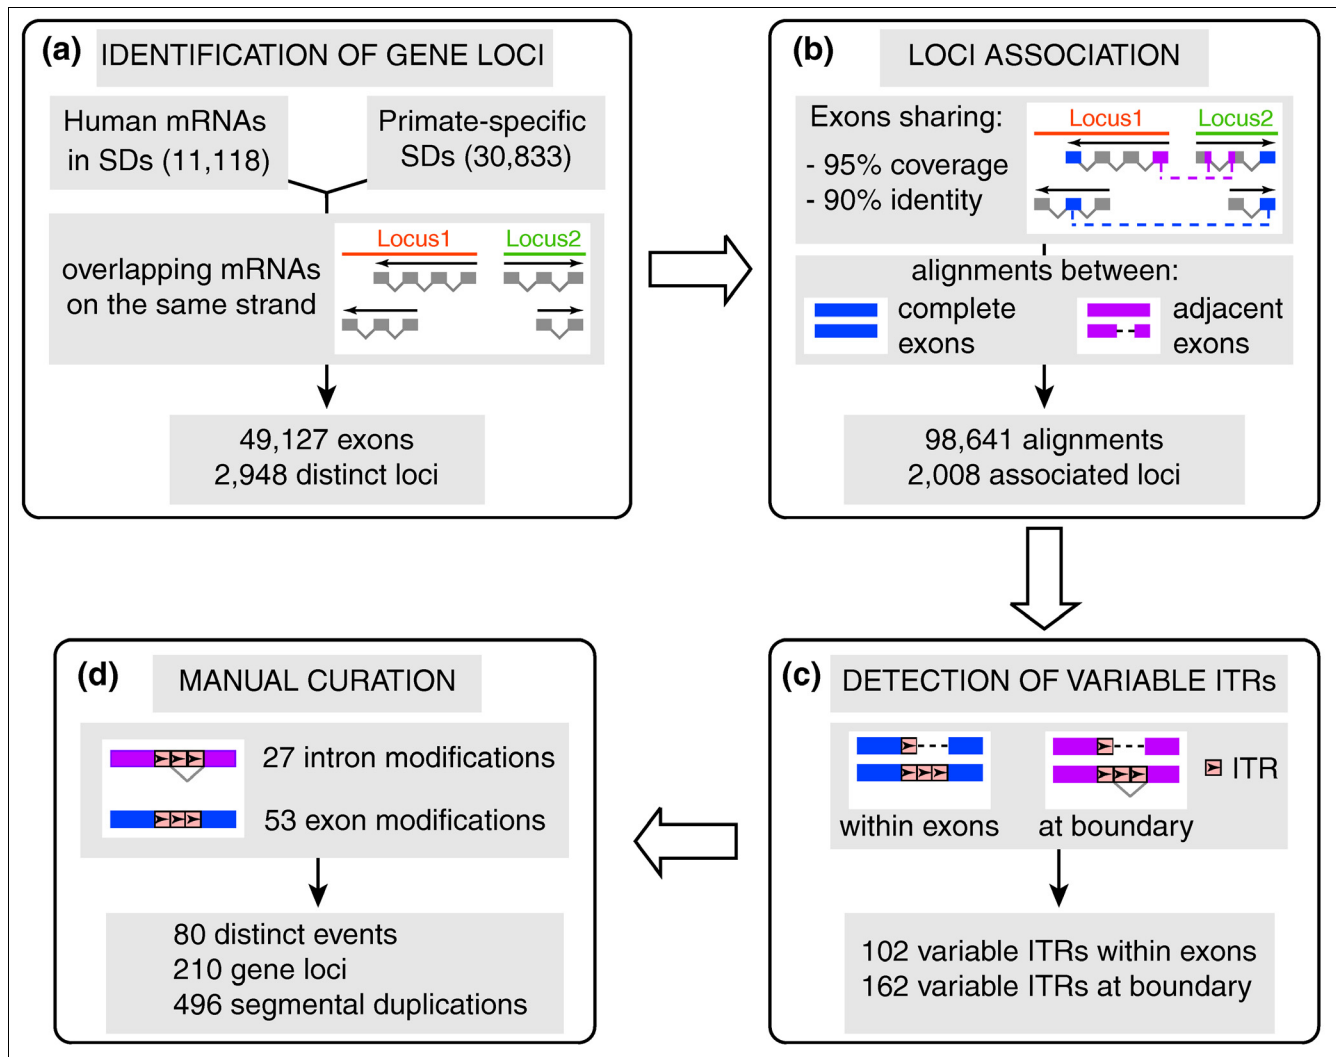 (a) IDENTIFICATION OF GENE LOCI
Human mRNAs
in SDs (11,118)
Primate-specific
SDs (30,833)
overlapping mRNAs
on the same strand
Locus1
Locus2
49,127 exons
2,948 distinct loci
(b) LOCI ASSOCIATION
Exons sharing:
- 95% coverage
- 90% identity
Locus1
Locus2
alignments between:
complete
exons
adjacent
exons
98,641 alignments
2,008 associated loci
(c) DETECTION OF VARIABLE ITRs
within exons
at boundary
ITR
102 variable ITRs within exons
162 variable ITRs at boundary
(d) MANUAL CURATION
27 intron modifications
53 exon modifications
80 distinct events
210 gene loci
496 segmental duplications